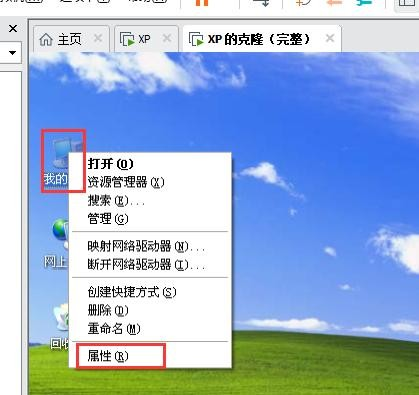 主页
XP
XP 的克隆（完整）
打开(O)
我的
资源管理器(X)
搜索(E)...
管理(G)
映射网络驱动器(N)...
网上
断开网络驱动器(I)...
创建快捷方式(S)
删除(D)
重命名(M)
回收
属性(R)